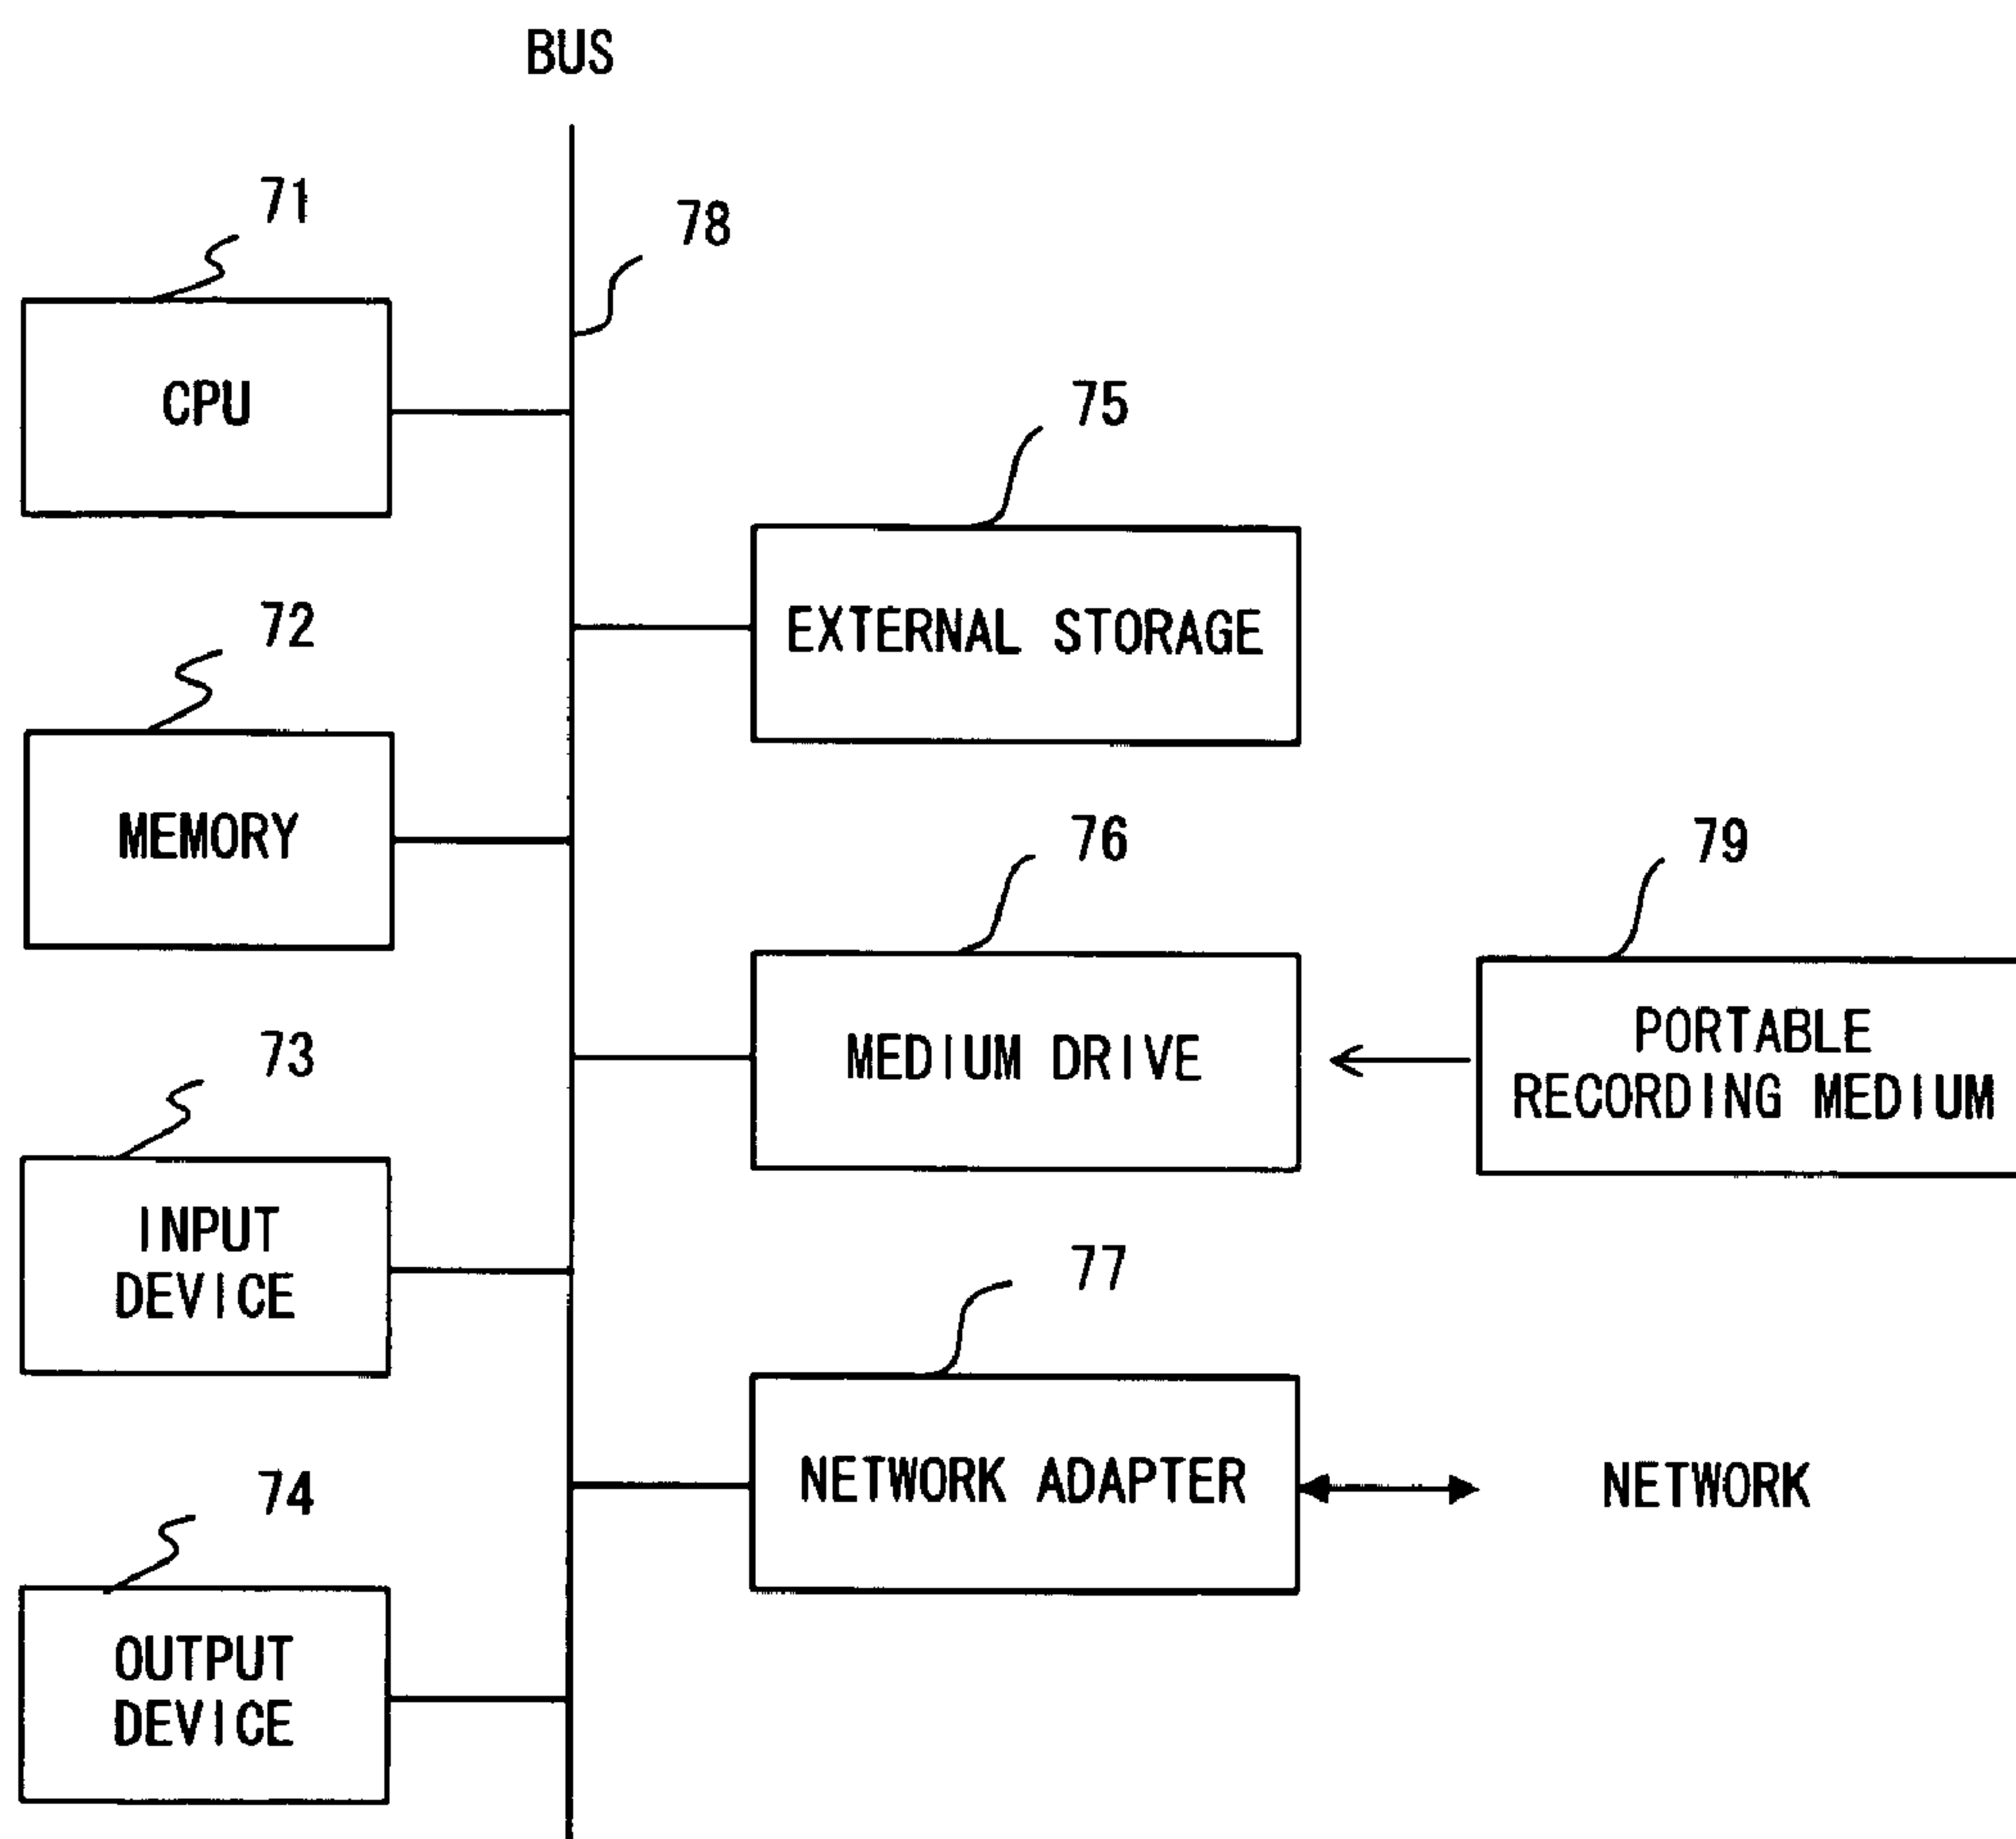 BUS
71
78
CPU
75
EXTERNAL STORAGE
72
MEMORY
76
79
MEDIUM DRIVE
PORTABLE
RECORDING MEDIUM
73
INPUT
DEVICE
77
NETWORK ADAPTER
NETWORK
74
OUTPUT
DEVICE